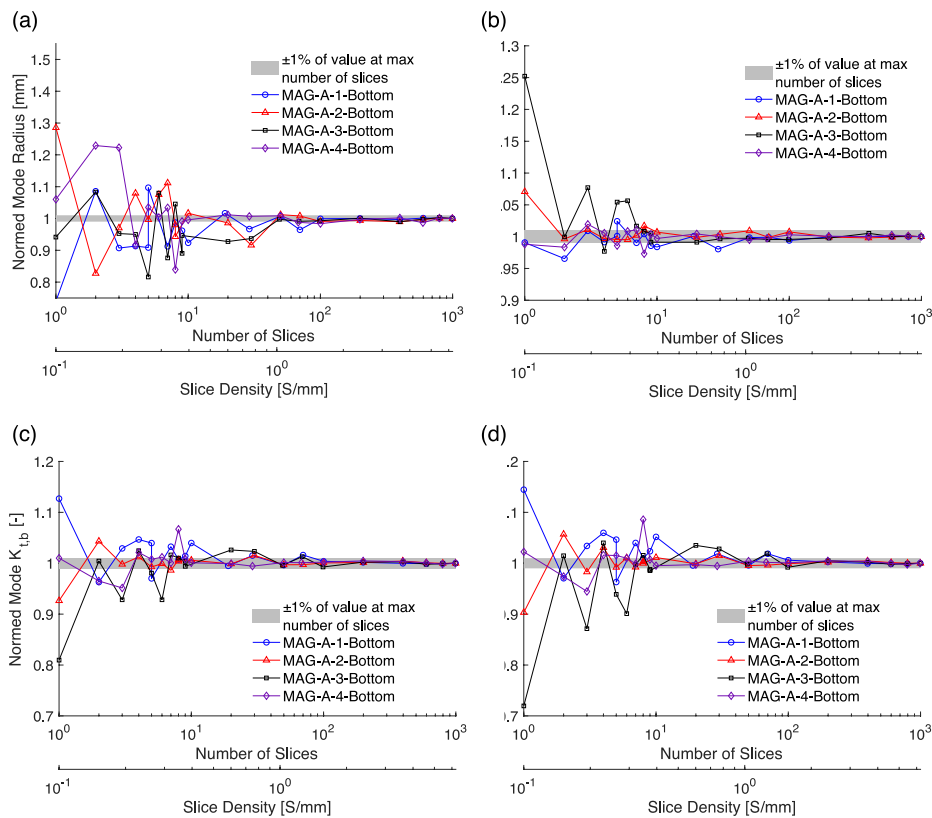 (a)
Normed Mode Radius [mm]
1.5
1.4
1.3
1.2
1.1
1
0.9
0.8
±1% of value at max
number of slices
MAG-A-1-Bottom
MAG-A-2-Bottom
MAG-A-3-Bottom
MAG-A-4-Bottom
10^0 10^1 10^2 10^3
Number of Slices
10^-1 10^0
Slice Density [S/mm]
(b)
1.3
.25
1.2
.15
1.1
.05
1
.95
0.9
±1% of value at max
number of slices
MAG-A-1-Bottom
MAG-A-2-Bottom
MAG-A-3-Bottom
MAG-A-4-Bottom
10^0 10^1 10^2 10^3
Number of Slices
10^-1 10^0
Slice Density [S/mm]
(c)
Normed Mode K_t,b [-]
1.2
1.1
1
0.9
0.8
0.7
±1% of value at max
number of slices
MAG-A-1-Bottom
MAG-A-2-Bottom
MAG-A-3-Bottom
MAG-A-4-Bottom
10^0 10^1 10^2 10^3
Number of Slices
10^-1 10^0
Slice Density [S/mm]
(d)
.2
.1
1
.9
.8
.7
±1% of value at max
number of slices
MAG-A-1-Bottom
MAG-A-2-Bottom
MAG-A-3-Bottom
MAG-A-4-Bottom
10^0 10^1 10^2 10^3
Number of Slices
10^-1 10^0
Slice Density [S/mm]